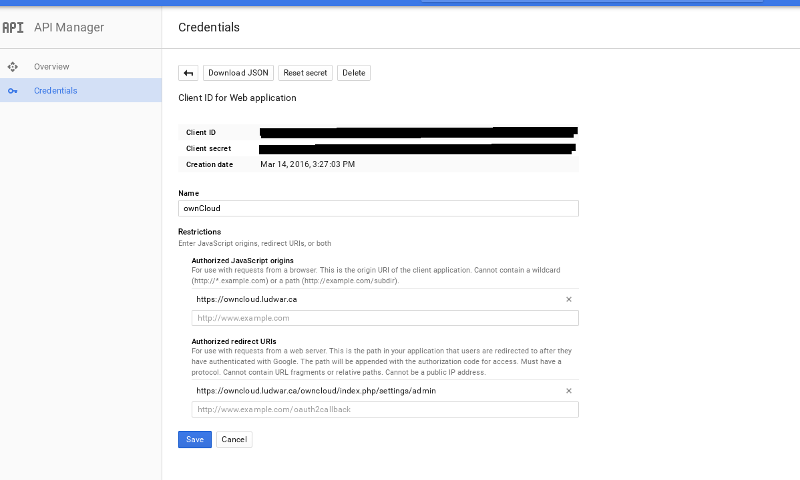 API API Manager
Credentials
Overview
Credentials
Download JSON Reset secret Delete
Client ID for Web application
Client ID
Client secret
Creation date Mar 14, 2016, 3:27:03 PM
Name
ownCloud
Restrictions
Enter JavaScript origins, redirect URIs, or both
Authorized JavaScript origins
For use with requests from a browser. This is the origin URI of the client application. Cannot contain a wildcard
(http://*.example.com) or a path (http://example.com/subdir).
https://owncloud.ludwar.ca ×
http://www.example.com
Authorized redirect URIs
For use with requests from a web server. This is the path in your application that users are redirected to after they
have authenticated with Google. The path will be appended with the authorization code for access. Must have a
protocol. Cannot contain URL fragments or relative paths. Cannot be a public IP address.
https://owncloud.ludwar.ca/owncloud/index.php/settings/admin ×
http://www.example.com/oauth2callback
Save Cancel